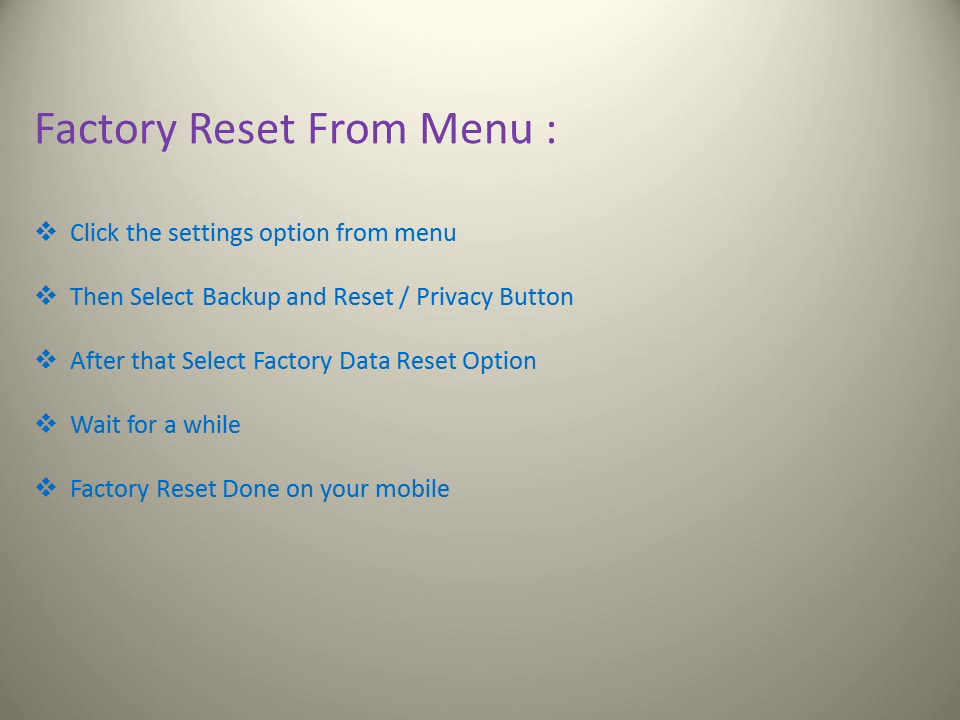 Factory Reset From Menu :
❖ Click the settings option from menu
❖ Then Select Backup and Reset / Privacy Button
❖ After that Select Factory Data Reset Option
❖ Wait for a while
❖ Factory Reset Done on your mobile